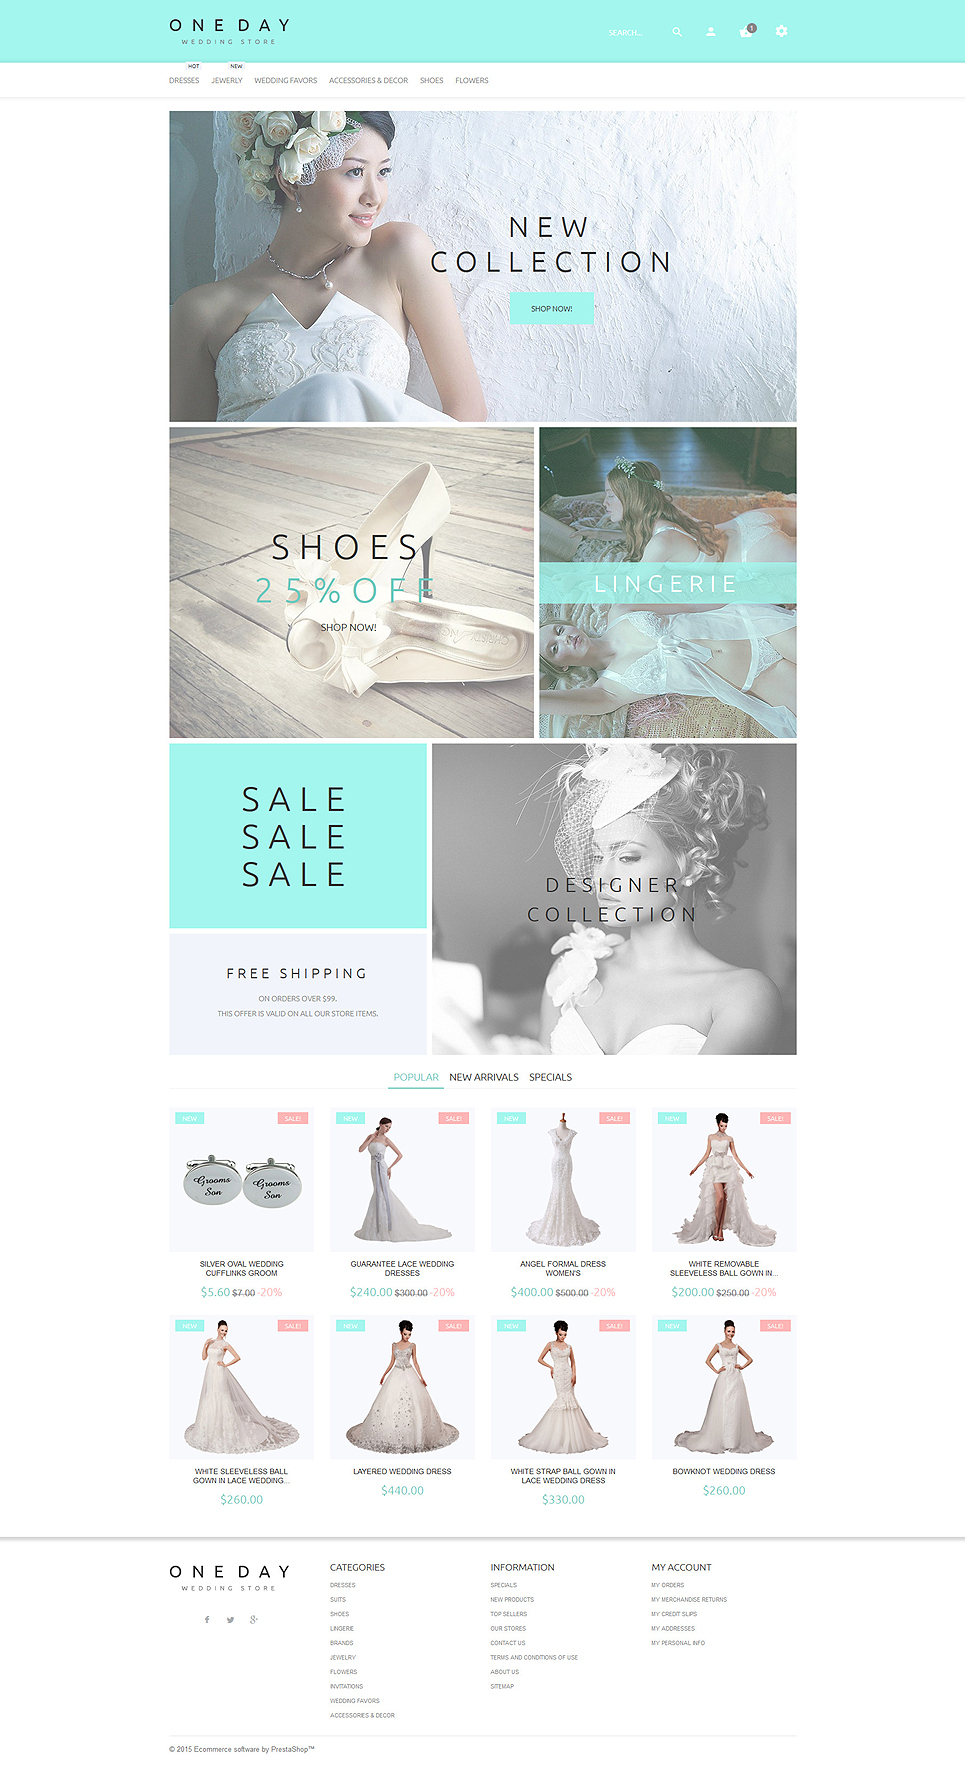 ONE DAY
WEDDING STORE
SEARCH...
1
HOT
NEW
DRESSES
JEWERLY
WEDDING FAVORS
ACCESSORIES & DECOR
SHOES
FLOWERS
NEW
COLLECTION
SHOP NOW!
SHOES
25%OFF
SHOP NOW!
LINGERIE
SALE
SALE
SALE
DESIGNER
COLLECTION
FREE SHIPPING
ON ORDERS OVER $99.
THIS OFFER IS VALID ON ALL OUR STORE ITEMS.
POPULAR
NEW ARRIVALS
SPECIALS
NEW
SALE!
Grooms
Son
Grooms
Son
SILVER OVAL WEDDING
CUFFLINKS GROOM
$5.60 $7.00 -20%
NEW
SALE!
GUARANTEE LACE WEDDING
DRESSES
$240.00 $300.00 -20%
NEW
SALE!
ANGEL FORMAL DRESS
WOMEN'S
$400.00 $500.00 -20%
NEW
SALE!
WHITE REMOVABLE
SLEEVELESS BALL GOWN IN...
$200.00 $250.00 -20%
NEW
SALE!
WHITE SLEEVELESS BALL
GOWN IN LACE WEDDING...
$260.00
NEW
SALE!
LAYERED WEDDING DRESS
$440.00
NEW
SALE!
WHITE STRAP BALL GOWN IN
LACE WEDDING DRESS
$330.00
NEW
SALE!
BOWKNOT WEDDING DRESS
$260.00
ONE DAY
WEDDING STORE
CATEGORIES
DRESSES
SUITS
SHOES
LINGERIE
BRANDS
JEWELRY
FLOWERS
INVITATIONS
WEDDING FAVORS
ACCESSORIES & DECOR
INFORMATION
SPECIALS
NEW PRODUCTS
TOP SELLERS
OUR STORES
CONTACT US
TERMS AND CONDITIONS OF USE
ABOUT US
SITEMAP
MY ACCOUNT
MY ORDERS
MY MERCHANDISE RETURNS
MY CREDIT SLIPS
MY ADDRESSES
MY PERSONAL INFO
© 2015 Ecommerce software by PrestaShop™